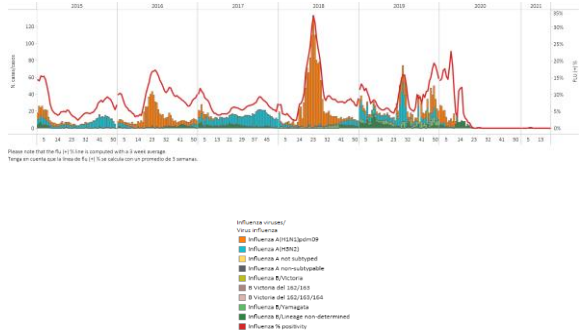 2015 2016 2017 2018 2019 2020 2021
N. cases/casos
120
100
80
60
40
20
0
35%
30%
25%
20%
15%
10%
5%
0%
FLU (+) %
5 14 23 32 41 50 5 14 23 32 41 50 5 13 21 29 37 45 5 14 23 32 41 50 5 14 23 32 41 50 5 14 23 32 41 50 5 13
Please note that the flu (+) % line is computed with a 3 week average.
Tenga en cuenta que la línea de flu (+) % se calcula con un promedio de 3 semanas.
Influenza viruses/
Virus influenza
Influenza A(H1N1)pdm09
Influenza A(H3N2)
Influenza A not subtyped
Influenza A non-subtypable
Influenza B/Victoria
B Victoria del 162/163
B Victoria del 162/163/164
Influenza B/Yamagata
Influenza B/Lineage non-determined
Influenza % positivity